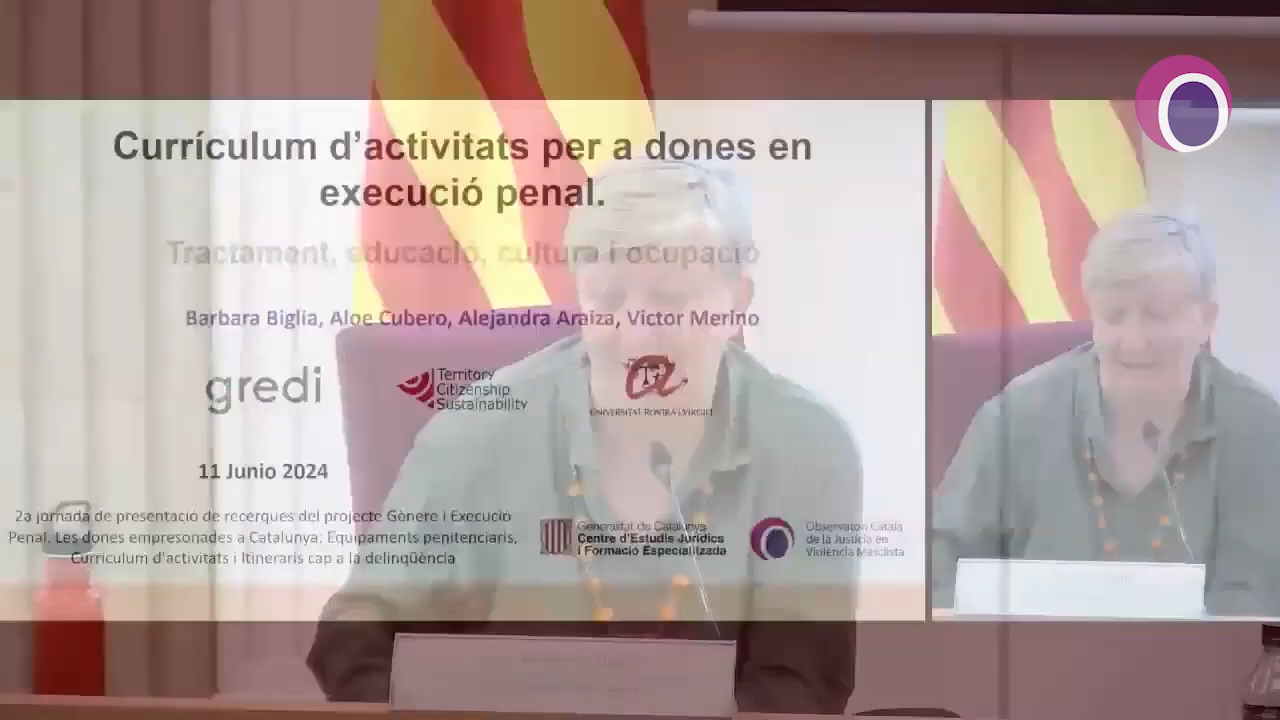 Currículum d'activitats per a dones en
execució penal.
Tractament, educació, cultura i ocupació
Barbara Biglia, Aloe Cubero, Alejandra Araiza, Victor Merino
gredi
Territory
Citizenship
Sustainability
UNIVERSITAT ROVIRA I VIRGILI
11 Junio 2024
2a jornada de presentació de recerques del projecte Gènere i Execució
Penal. Les dones empresonades a Catalunya: Equipaments penitenciaris,
Curriculum d'activitats i Itineraris cap a la delinqüència
Generalitat de Catalunya
Centre d'Estudis Jurídics
i Formació Especialitzada
Observatori Català
de la Justícia en
Violència Masclista